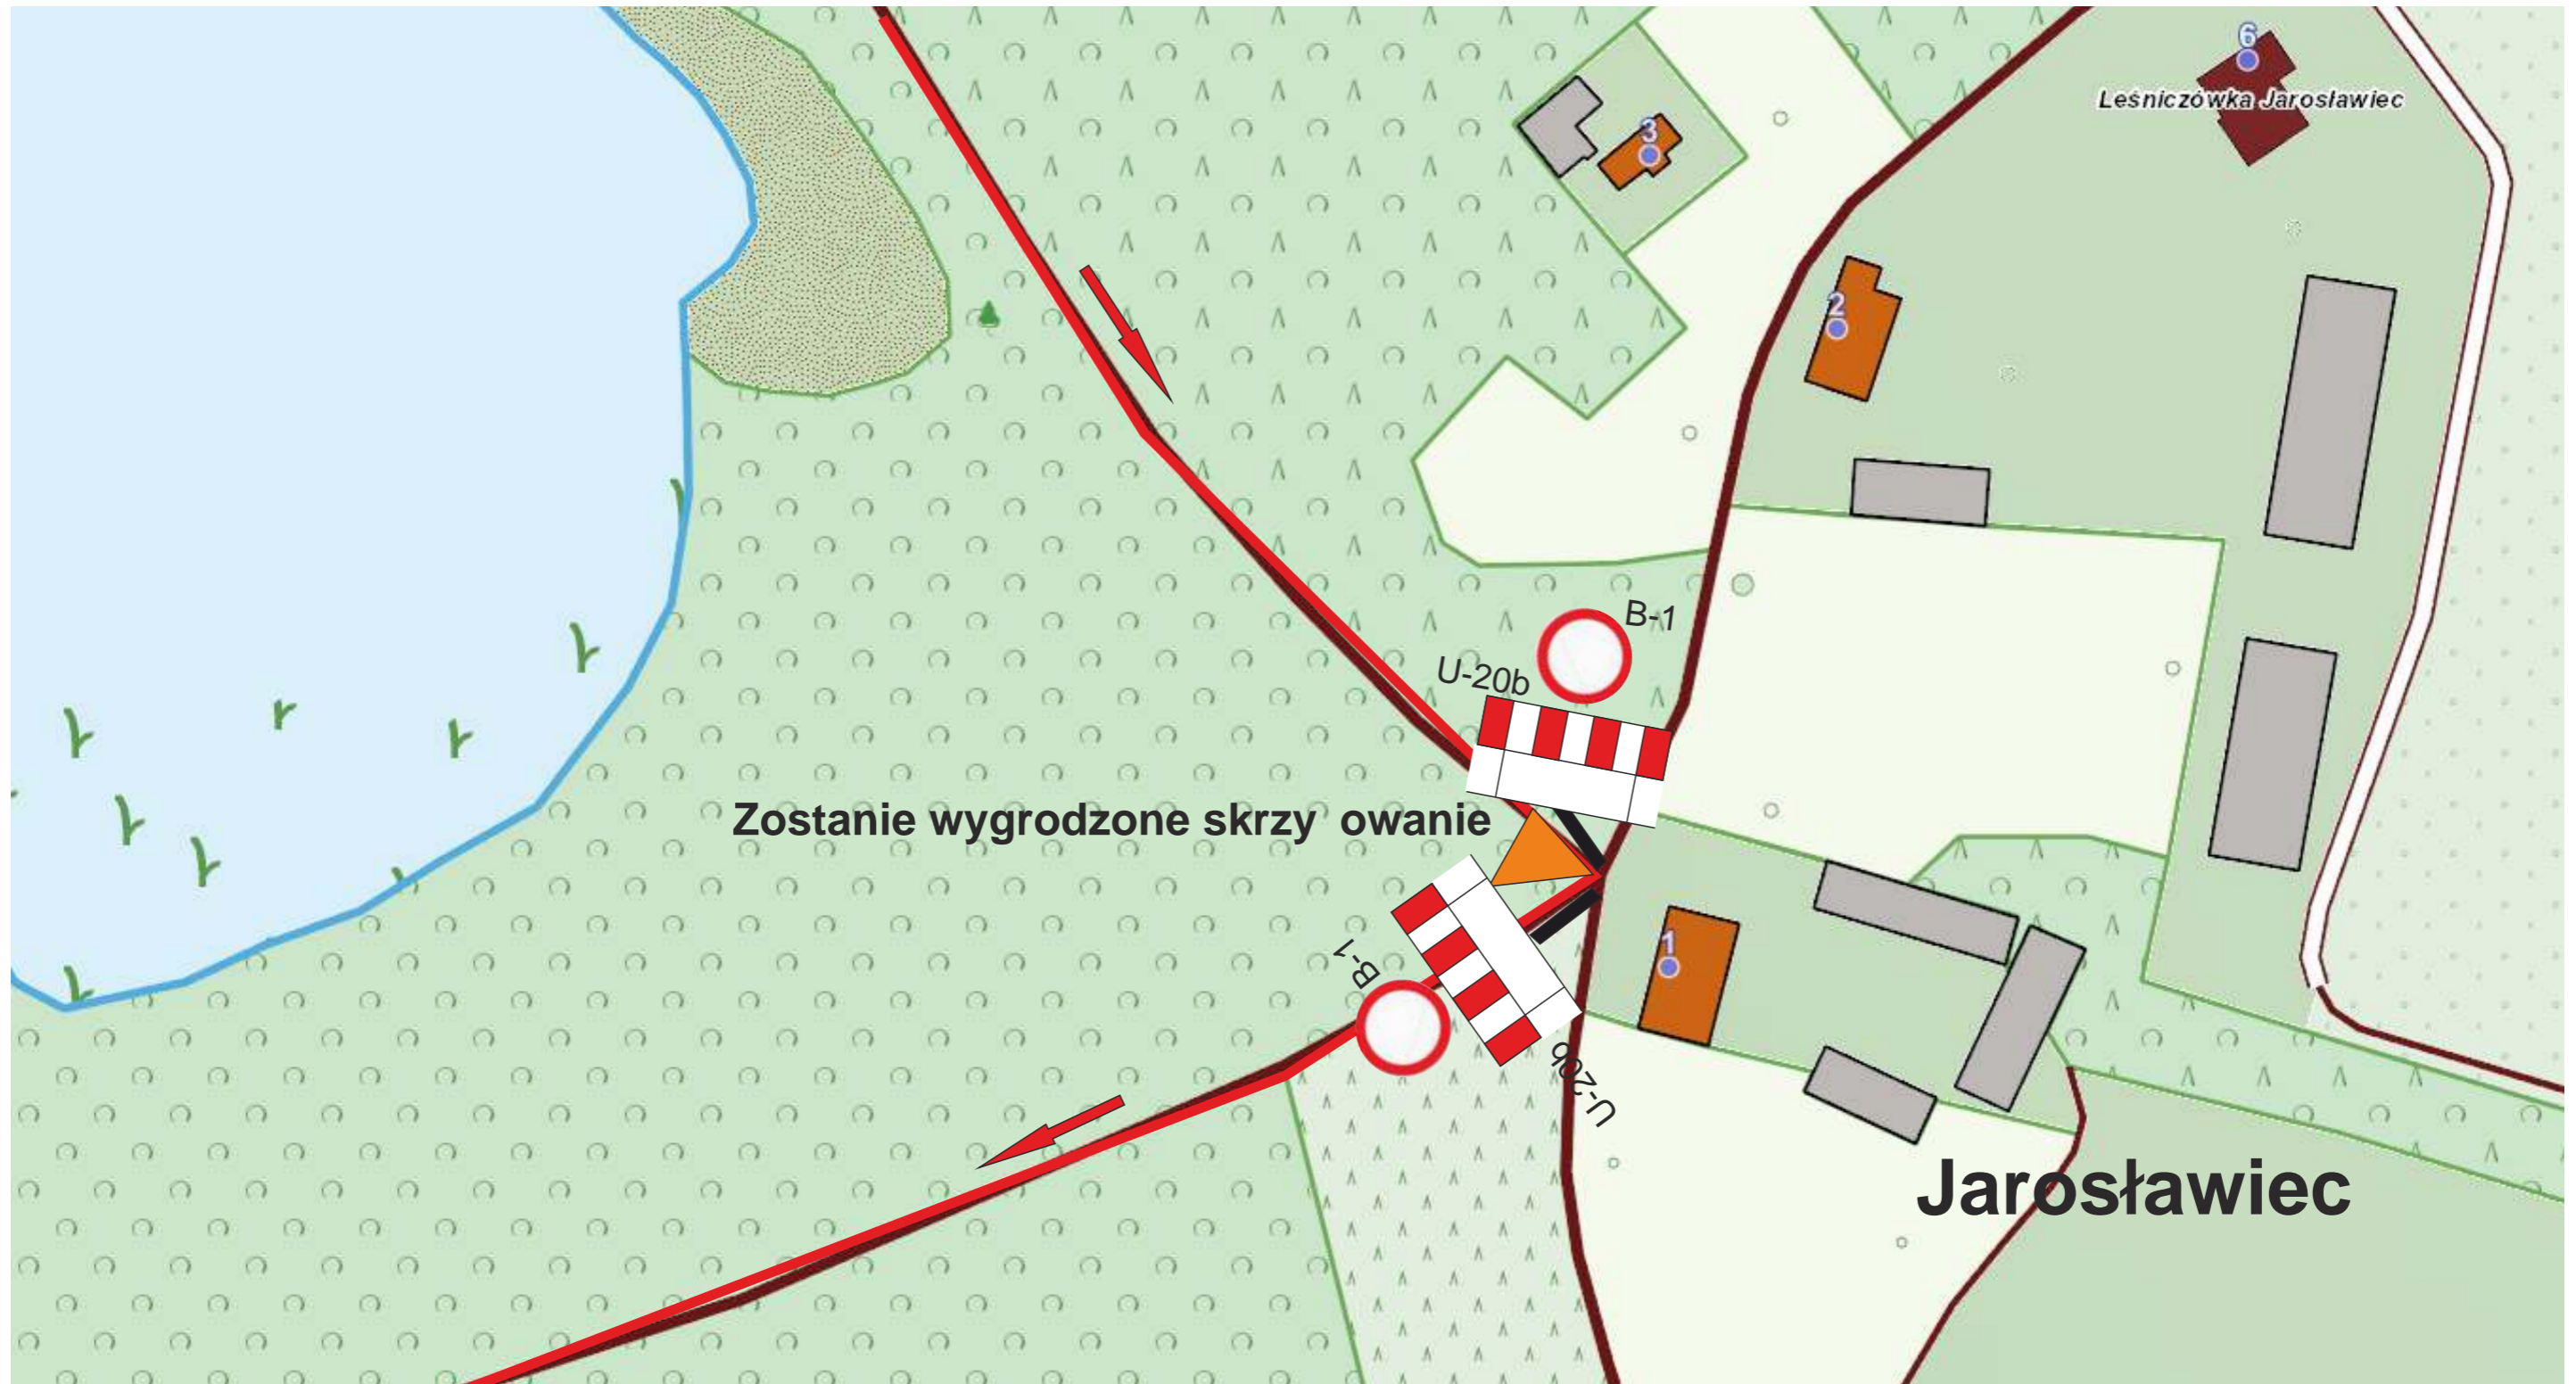 6
Leśniczówka Jarosławiec
3
2
B-1
U-20b
Zostanie wygrodzone skrzy owanie
1
B-1
U-20b
Jarosławiec